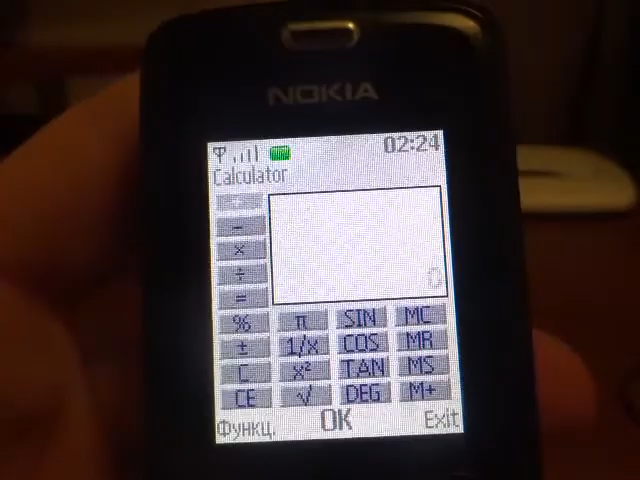 NOKIA
02:24
Calculator
+
−
×
÷
=
0
% π SIN MC
± 1/x COS MR
C x² TAN MS
CE √ DEG M+
Функц. OK Exit